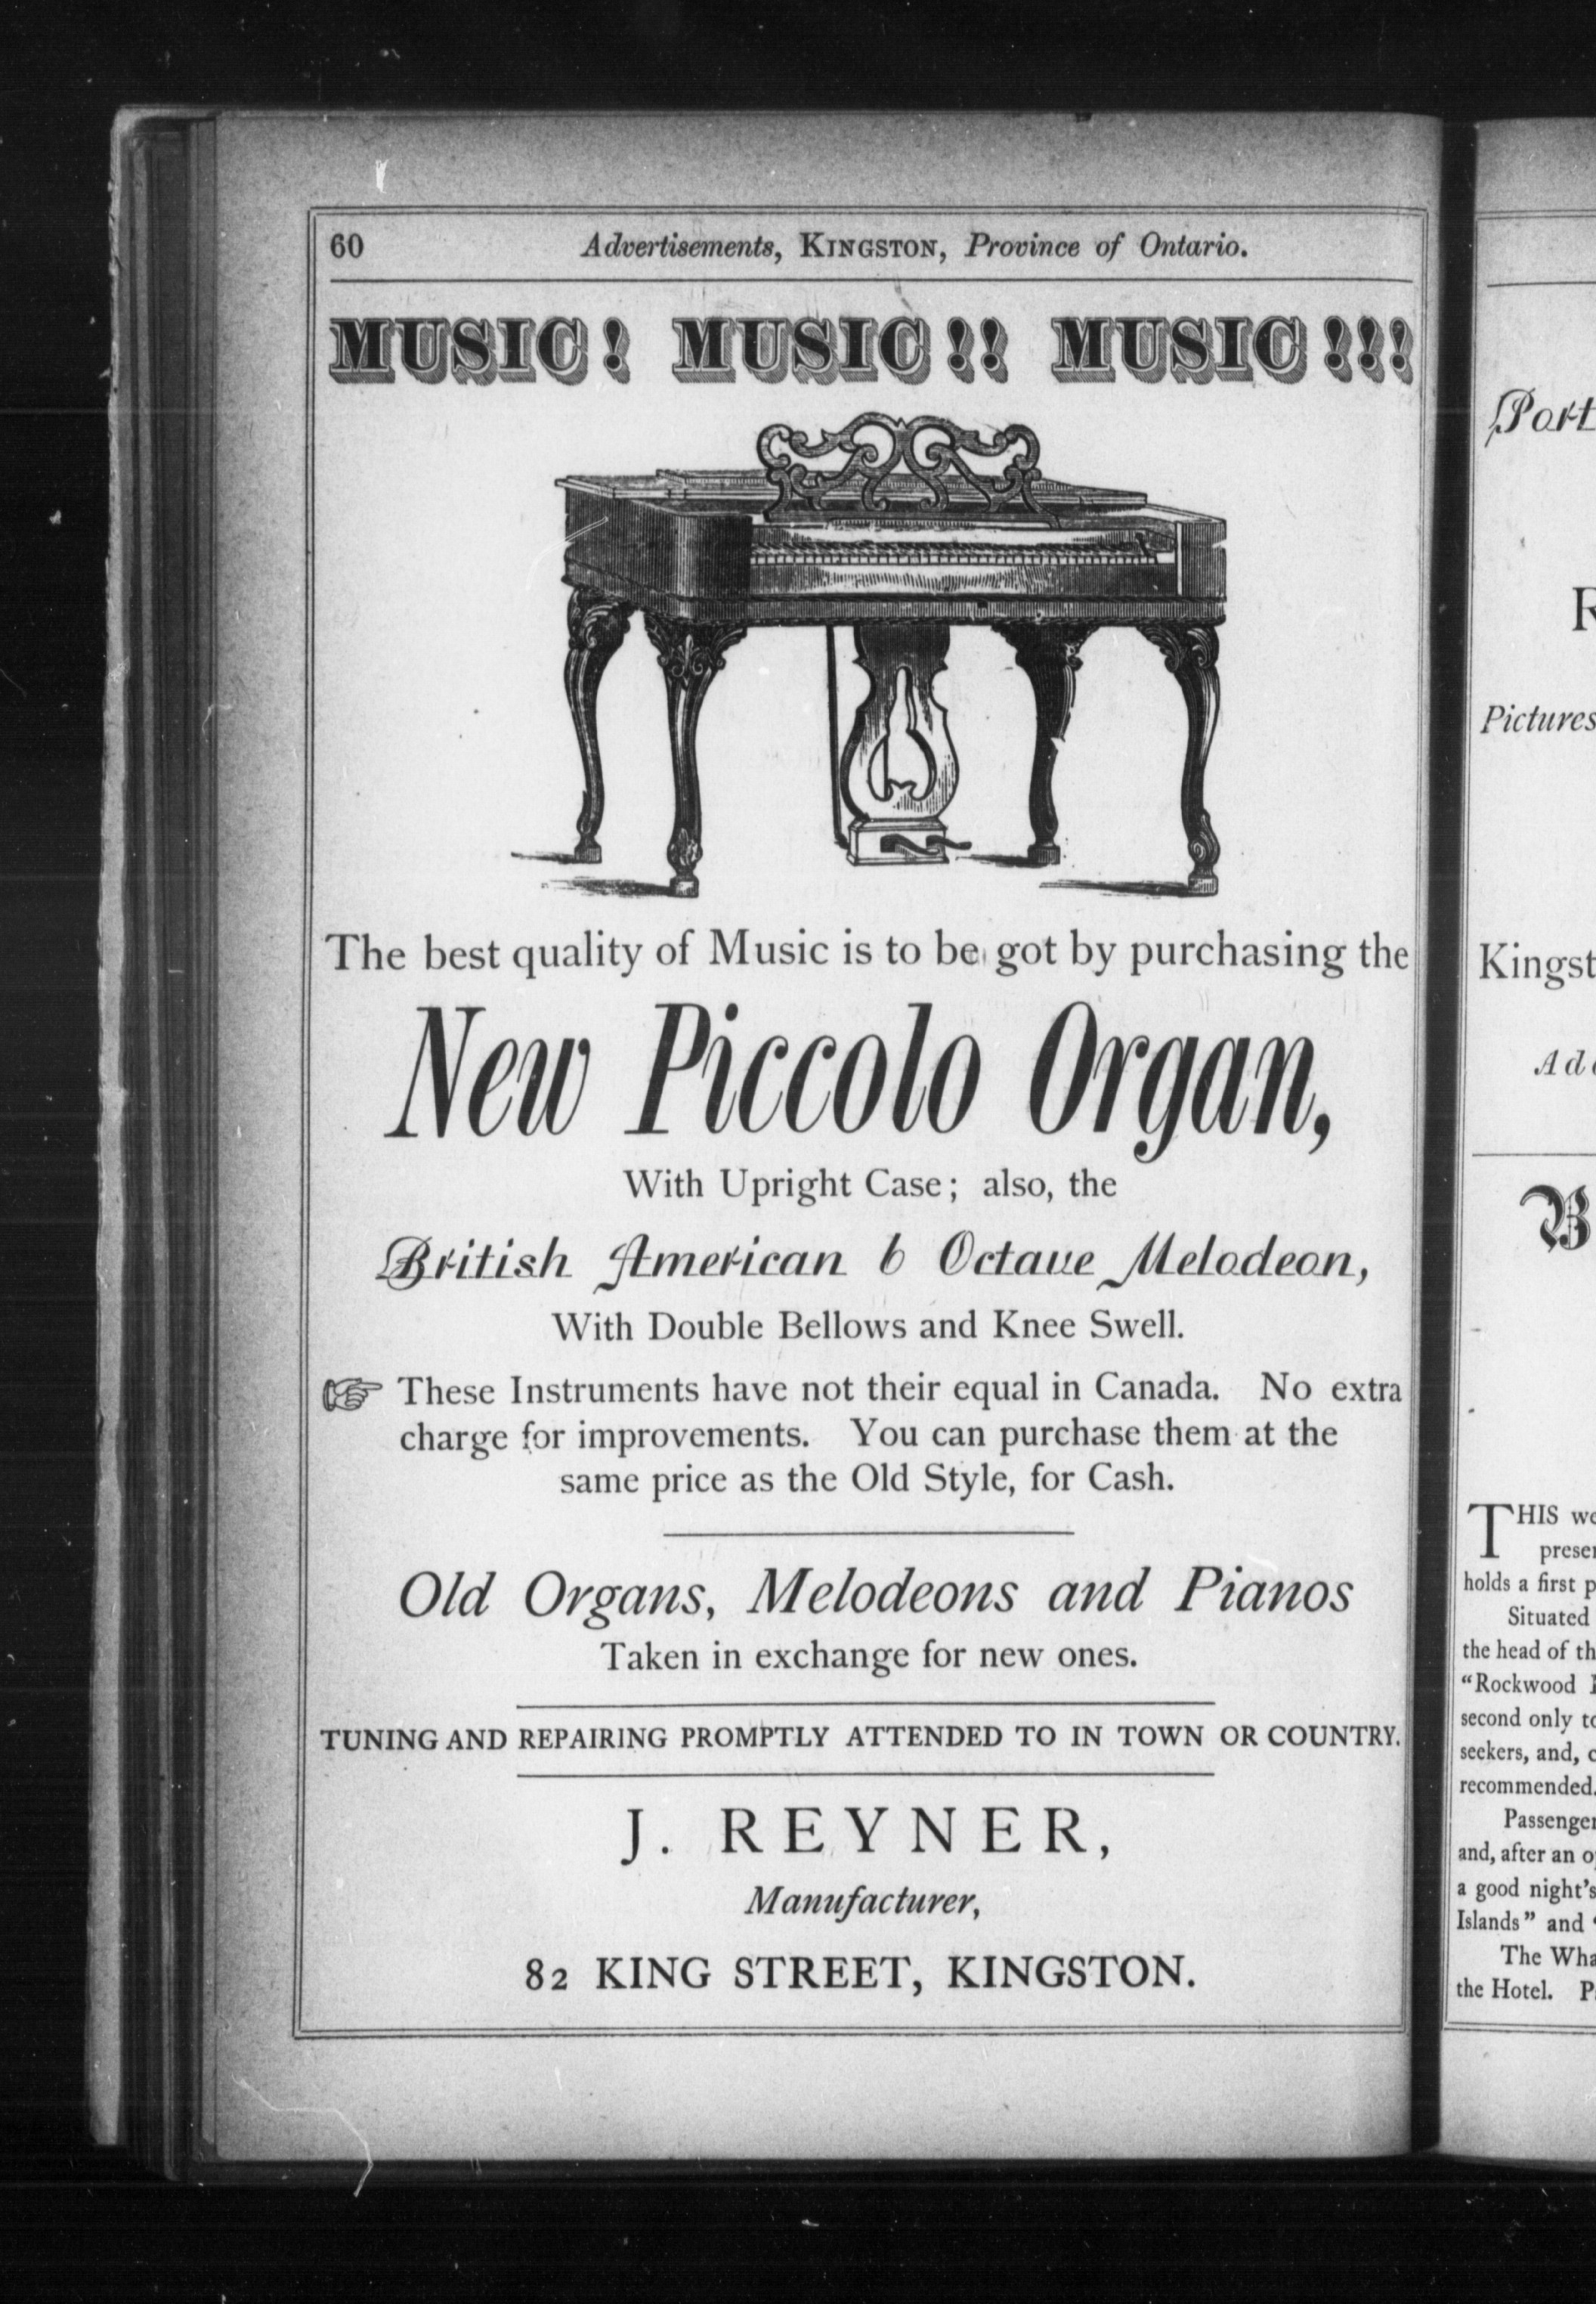 60
Advertisements, KINGSTON, Province of Ontario.
MUSIC! MUSIC!! MUSIC!!!
The best quality of Music is to be got by purchasing the
New Piccolo Organ,
With Upright Case; also, the
British American 6 Octave Melodeon,
With Double Bellows and Knee Swell.
☞ These Instruments have not their equal in Canada. No extra
charge for improvements. You can purchase them at the
same price as the Old Style, for Cash.
Old Organs, Melodeons and Pianos
Taken in exchange for new ones.
TUNING AND REPAIRING PROMPTLY ATTENDED TO IN TOWN OR COUNTRY.
J. REYNER,
Manufacturer,
82 KING STREET, KINGSTON.
Port
R
Pictures
Kingst
Ad
B
THIS we
prese
holds a first p
Situated
the head of th
"Rockwood
second only to
seekers, and, c
recommended.
Passenger
and, after an o
a good night's
Islands" and
The Wha
the Hotel. P